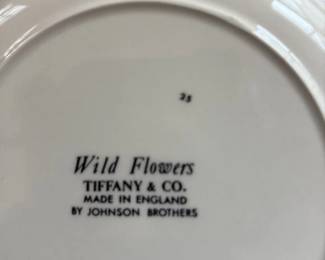 25
Wild Flowers
TIFFANY & CO.
MADE IN ENGLAND
BY JOHNSON BROTHERS